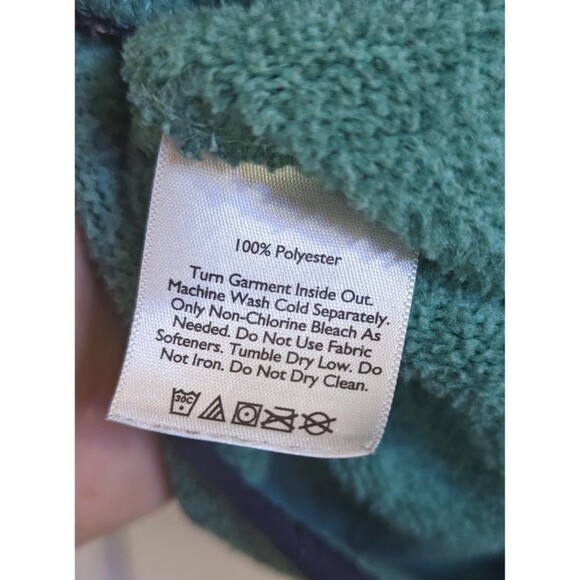 100% Polyester
Turn Garment Inside Out.
Machine Wash Cold Separately.
Only Non-Chlorine Bleach As
Needed. Do Not Use Fabric
Softeners. Tumble Dry Low. Do
Not Iron. Do Not Dry Clean.
30C